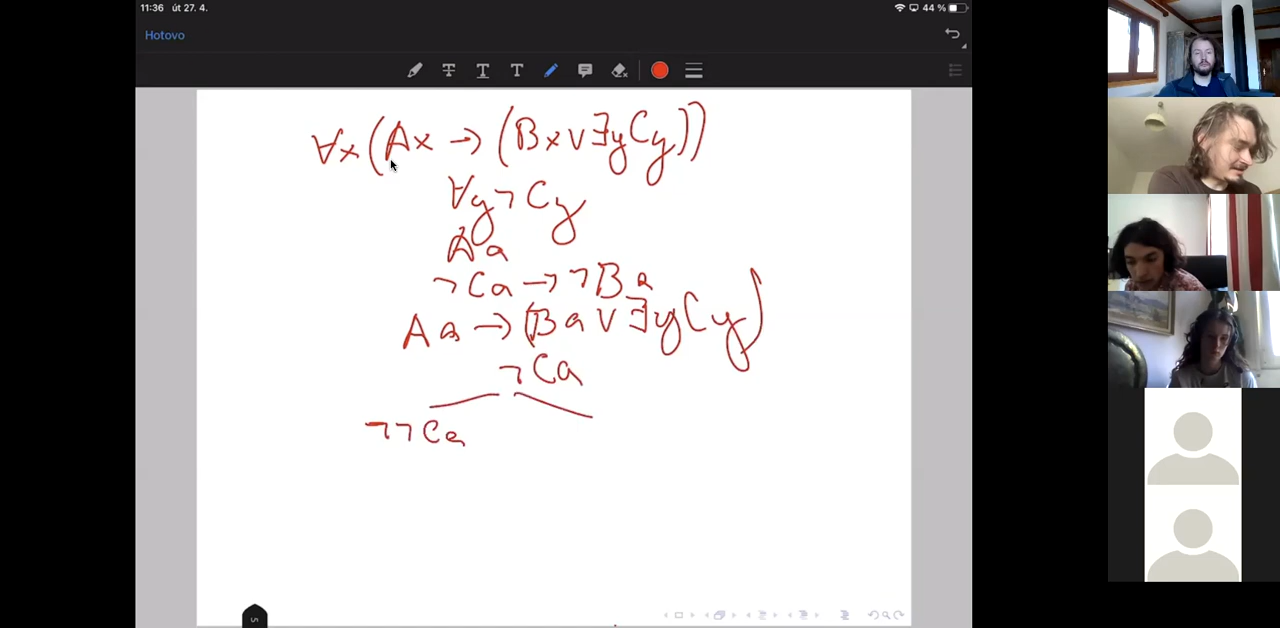 11:36 út 27. 4.
44 %
Hotovo
T T T
∀x(Ax → (Bx ∨ ∃yCy))
∀y¬Cy
Aa
¬Ca → ¬Ba
Aa → (Ba ∨ ∃yCy)
¬Ca
¬¬Ca
5